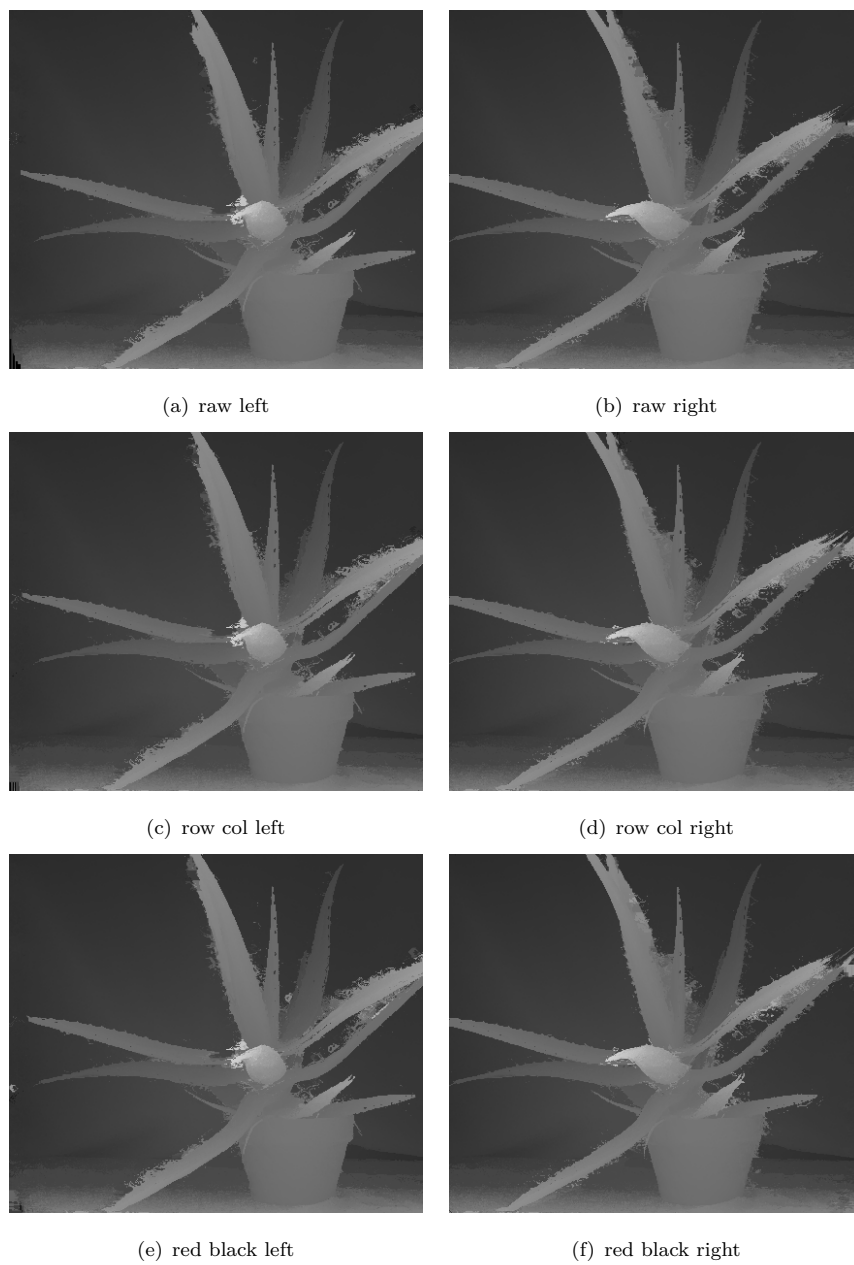 (a) raw left
(b) raw right
(c) row col left
(d) row col right
(e) red black left
(f) red black right